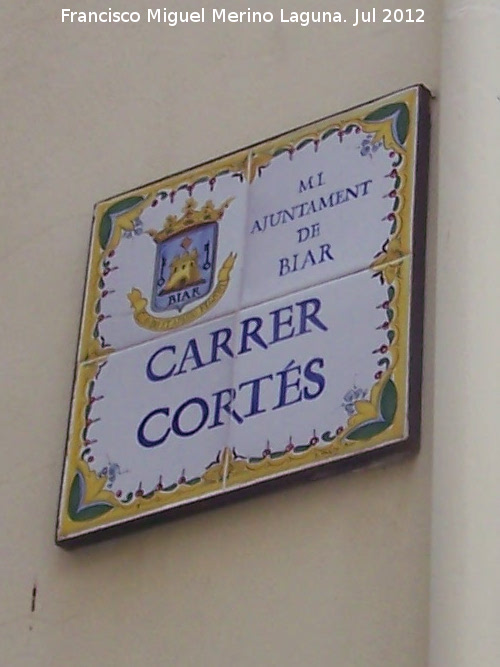 Francisco Miguel Merino Laguna. Jul 2012
M.I.
AJUNTAMENT
DE
BIAR
BIAR
CARRER
CORTÉS